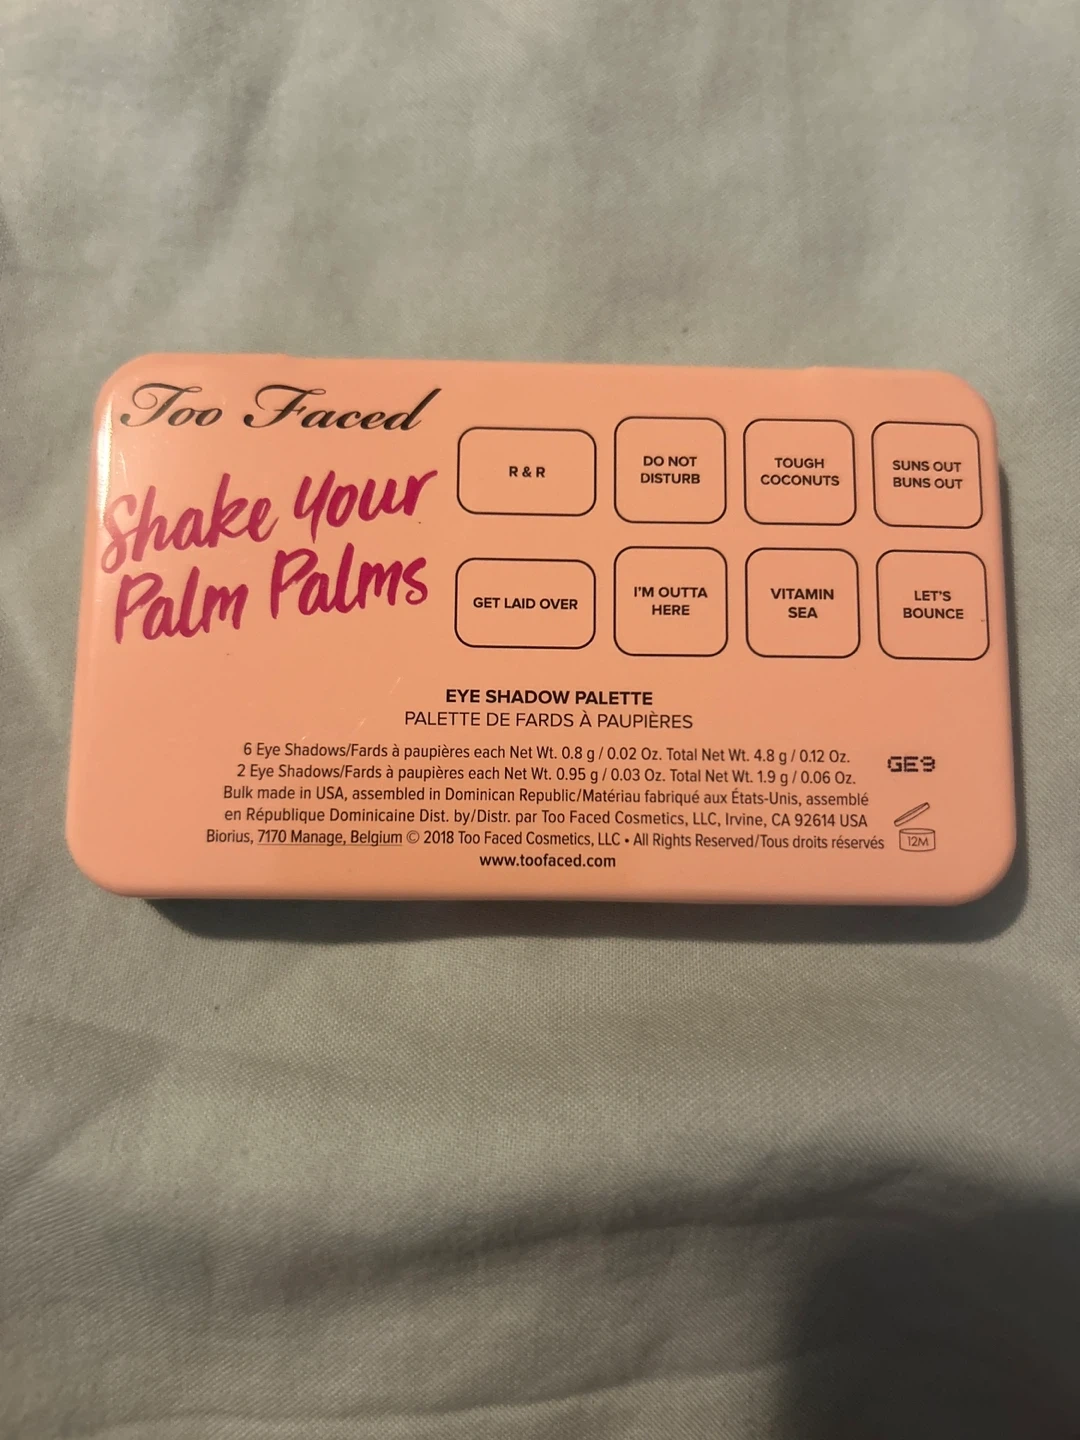 Too Faced
Shake Your
Palm Palms
R & R
DO NOT
DISTURB
TOUGH
COCONUTS
SUNS OUT
BUNS OUT
GET LAID OVER
I'M OUTTA
HERE
VITAMIN
SEA
LET'S
BOUNCE
EYE SHADOW PALETTE
PALETTE DE FARDS À PAUPIÈRES
6 Eye Shadows/Fards à paupières each Net Wt. 0.8 g / 0.02 Oz. Total Net Wt. 4.8 g / 0.12 Oz.
2 Eye Shadows/Fards à paupières each Net Wt. 0.95 g / 0.03 Oz. Total Net Wt. 1.9 g / 0.06 Oz.
Bulk made in USA, assembled in Dominican Republic/Matériau fabriqué aux États-Unis, assemblé
en République Dominicaine Dist. by/Distr. par Too Faced Cosmetics, LLC, Irvine, CA 92614 USA
Biorius, 7170 Manage, Belgium © 2018 Too Faced Cosmetics, LLC • All Rights Reserved/Tous droits réservés
www.toofaced.com
GE9
12M